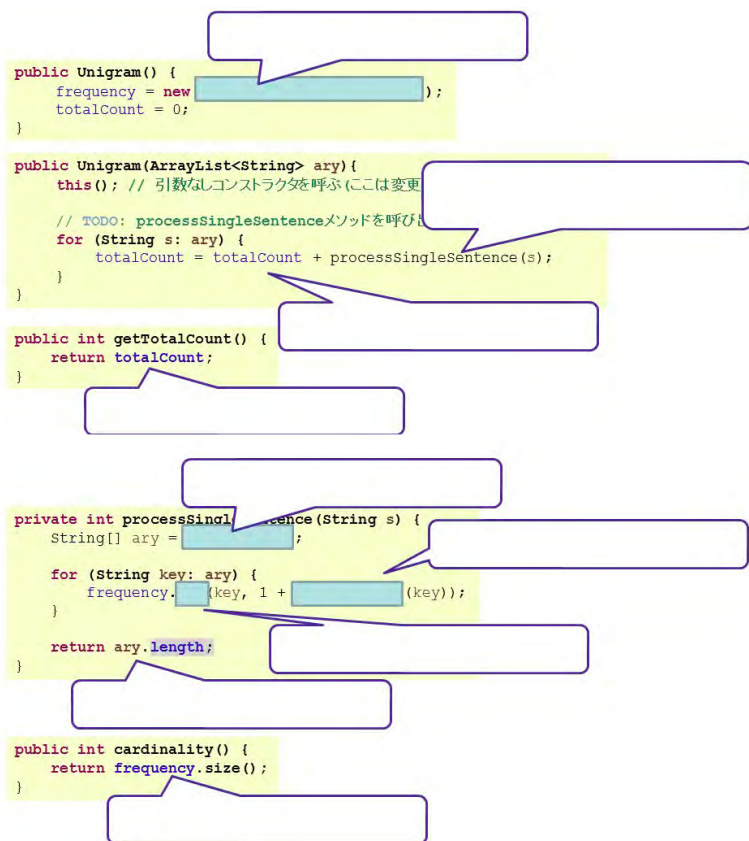 public Unigram() {
frequency = new );
totalCount = 0;
}
public Unigram(ArrayList<String> ary){
this(); // 引数なしコンストラクタを呼ぶ(ここは変更
// TODO: processSingleSentenceメソッドを呼び
for (String s: ary) {
totalCount = totalCount + processSingleSentence(s);
}
}
public int getTotalCount() {
return totalCount;
}
private int processSingl tence(String s) {
String[] ary = ;
for (String key: ary) {
frequency. (key, 1 + (key));
}
return ary.length;
}
public int cardinality() {
return frequency.size();
}